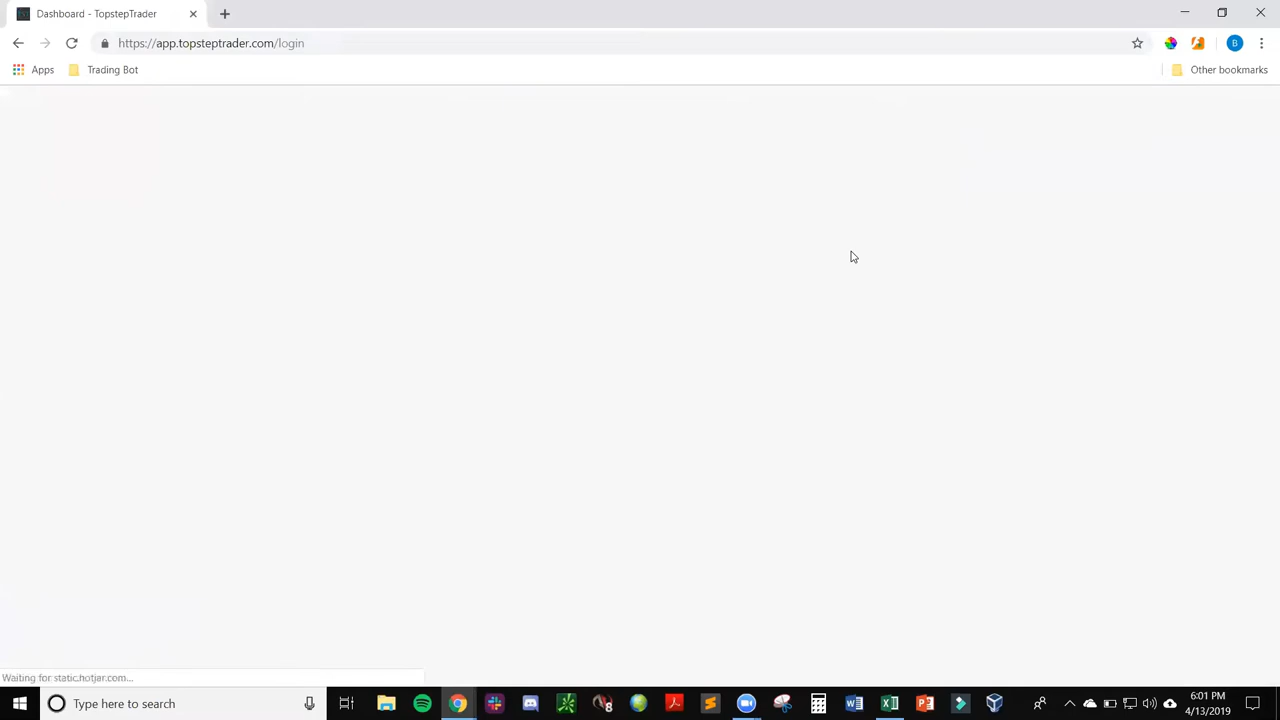 Dashboard - TopstepTrader
https://app.topsteptrader.com/login
B
Apps
Trading Bot
Other bookmarks
Waiting for static.hotjar.com...
Type here to search
8
6:01 PM
4/13/2019